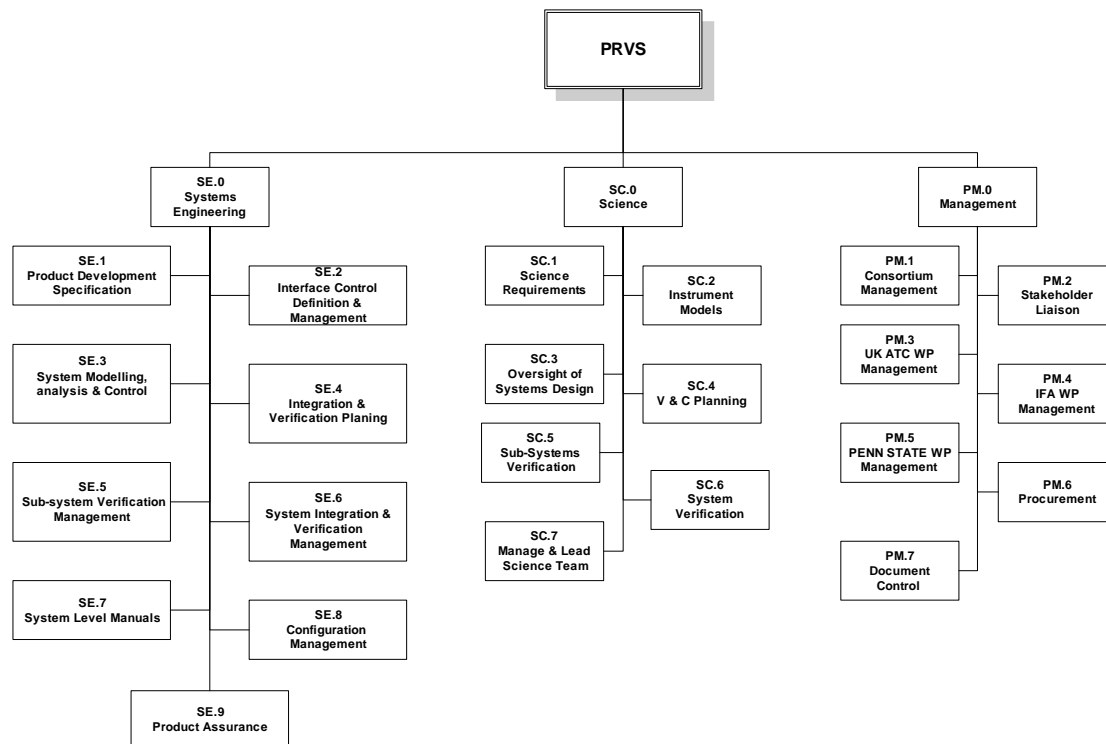 PRVS
SE.0
Systems
Engineering
SC.0
Science
PM.0
Management
SE.1
Product Development
Specification
SE.2
Interface Control
Definition &
Management
SE.3
System Modelling,
analysis & Control
SE.4
Integration &
Verification Planing
SE.5
Sub-system Verification
Management
SE.6
System Integration &
Verification
Management
SE.7
System Level Manuals
SE.8
Configuration
Management
SE.9
Product Assurance
SC.1
Science
Requirements
SC.2
Instrument
Models
SC.3
Oversight of
Systems Design
SC.4
V & C Planning
SC.5
Sub-Systems
Verification
SC.6
System
Verification
SC.7
Manage & Lead
Science Team
PM.1
Consortium
Management
PM.2
Stakeholder
Liaison
PM.3
UK ATC WP
Management
PM.4
IFA WP
Management
PM.5
PENN STATE WP
Management
PM.6
Procurement
PM.7
Document
Control